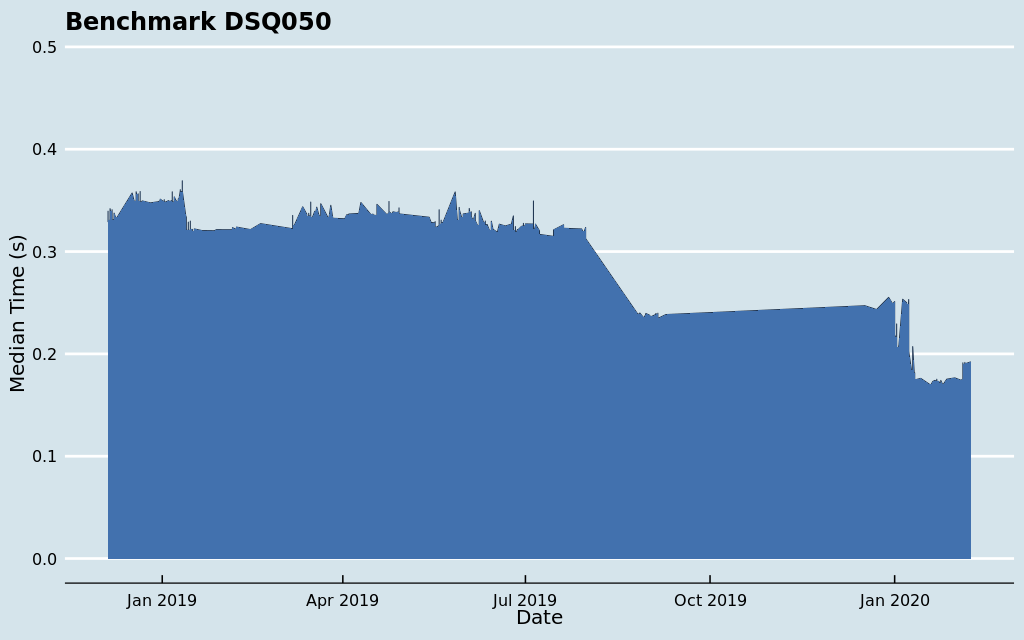 Benchmark DSQ050
0.5
0.4
0.3
0.2
0.1
0.0
Median Time (s)
Jan 2019
Apr 2019
Jul 2019
Oct 2019
Jan 2020
Date